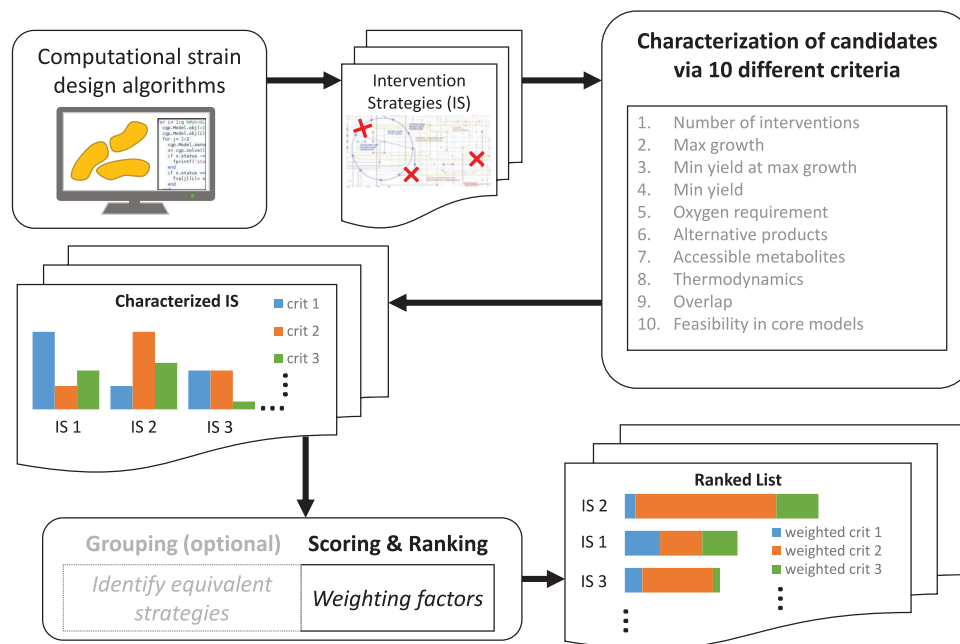 Computational strain
design algorithms
Intervention
Strategies (IS)
Characterization of candidates
via 10 different criteria
1. Number of interventions
2. Max growth
3. Min yield at max growth
4. Min yield
5. Oxygen requirement
6. Alternative products
7. Accessible metabolites
8. Thermodynamics
9. Overlap
10. Feasibility in core models
Characterized IS
crit 1
crit 2
crit 3
IS 1 IS 2 IS 3
Grouping (optional)
Identify equivalent
strategies
Scoring & Ranking
Weighting factors
Ranked List
IS 2
IS 1
IS 3
weighted crit 1
weighted crit 2
weighted crit 3